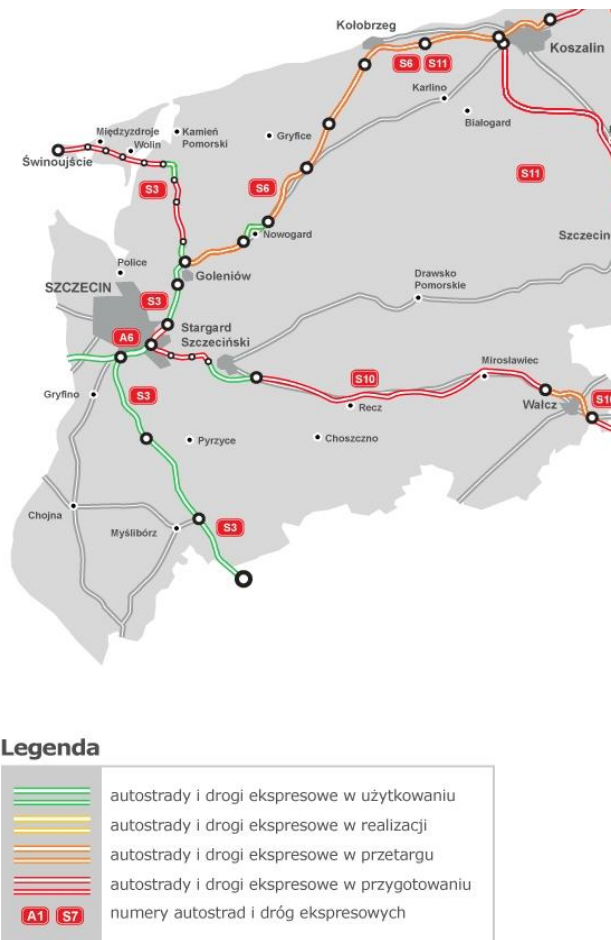 Kołobrzeg
Koszalin
S6 S11
Karlino
Białogard
Międzyzdroje
Wolin
Kamień
Pomorski
Gryfice
Świnoujście
S3
S6
S11
Nowogard
Szczecin
Police
Goleniów
Drawsko
Pomorskie
SZCZECIN
S3
Stargard
Szczeciński
A6
Mirosławiec
S10
Gryfino
S3
Recz
Wałcz
S10
Pyrzyce
Choszczno
Chojna
Myślibórz
S3
Legenda
autostrady i drogi ekspresowe w użytkowaniu
autostrady i drogi ekspresowe w realizacji
autostrady i drogi ekspresowe w przetargu
autostrady i drogi ekspresowe w przygotowaniu
A1 S7 numery autostrad i dróg ekspresowych